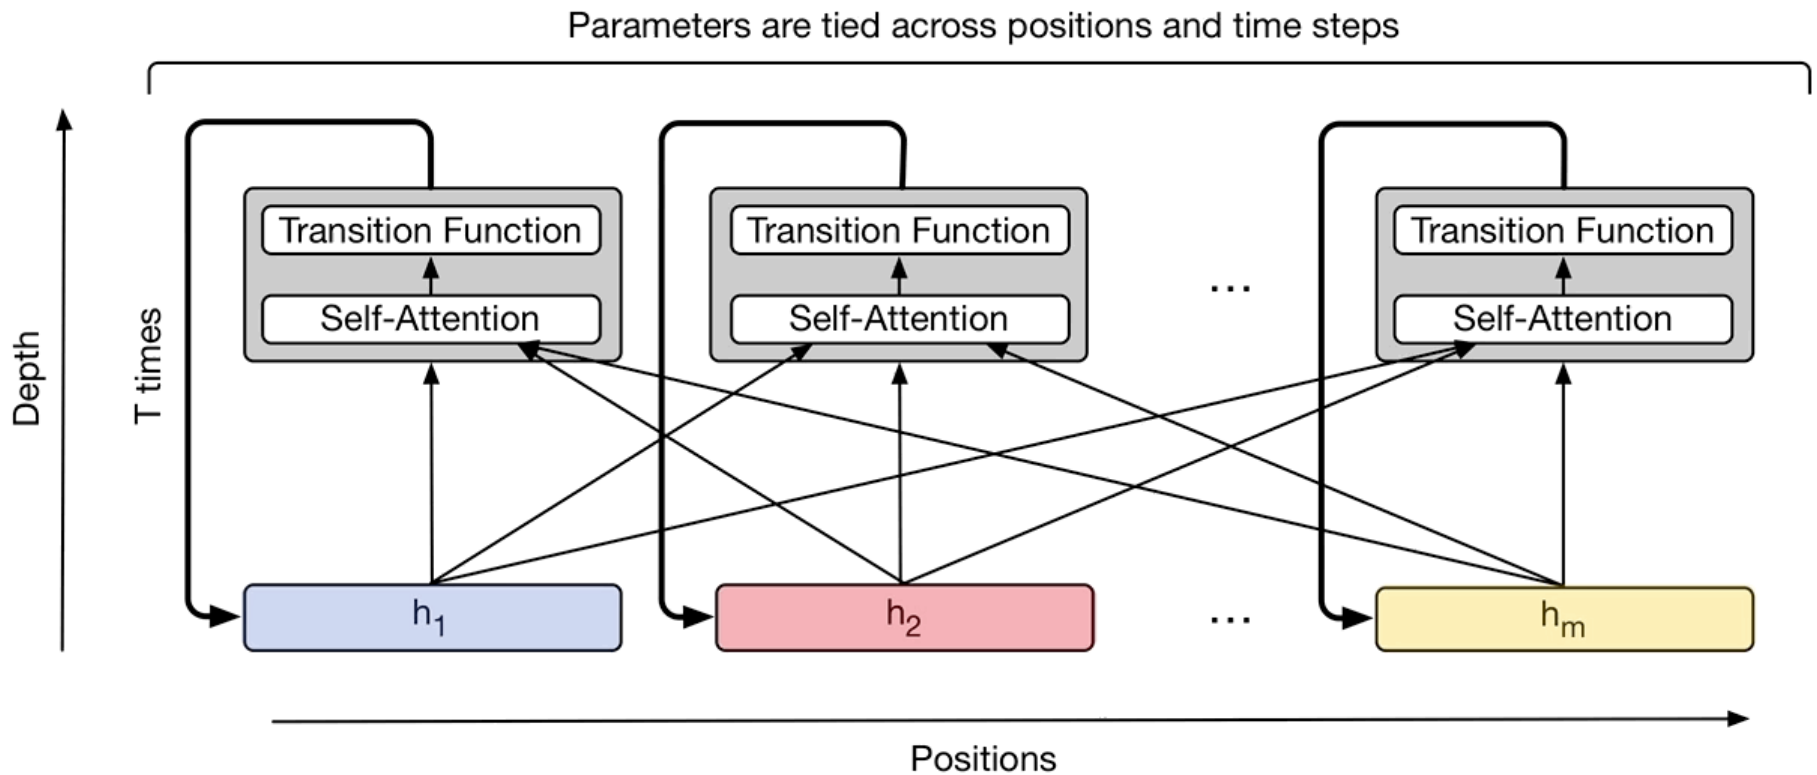 Parameters are tied across positions and time steps
Transition Function
Transition Function
Transition Function
...
Self-Attention
Self-Attention
Self-Attention
Depth
T times
h1
h2
...
hm
Positions